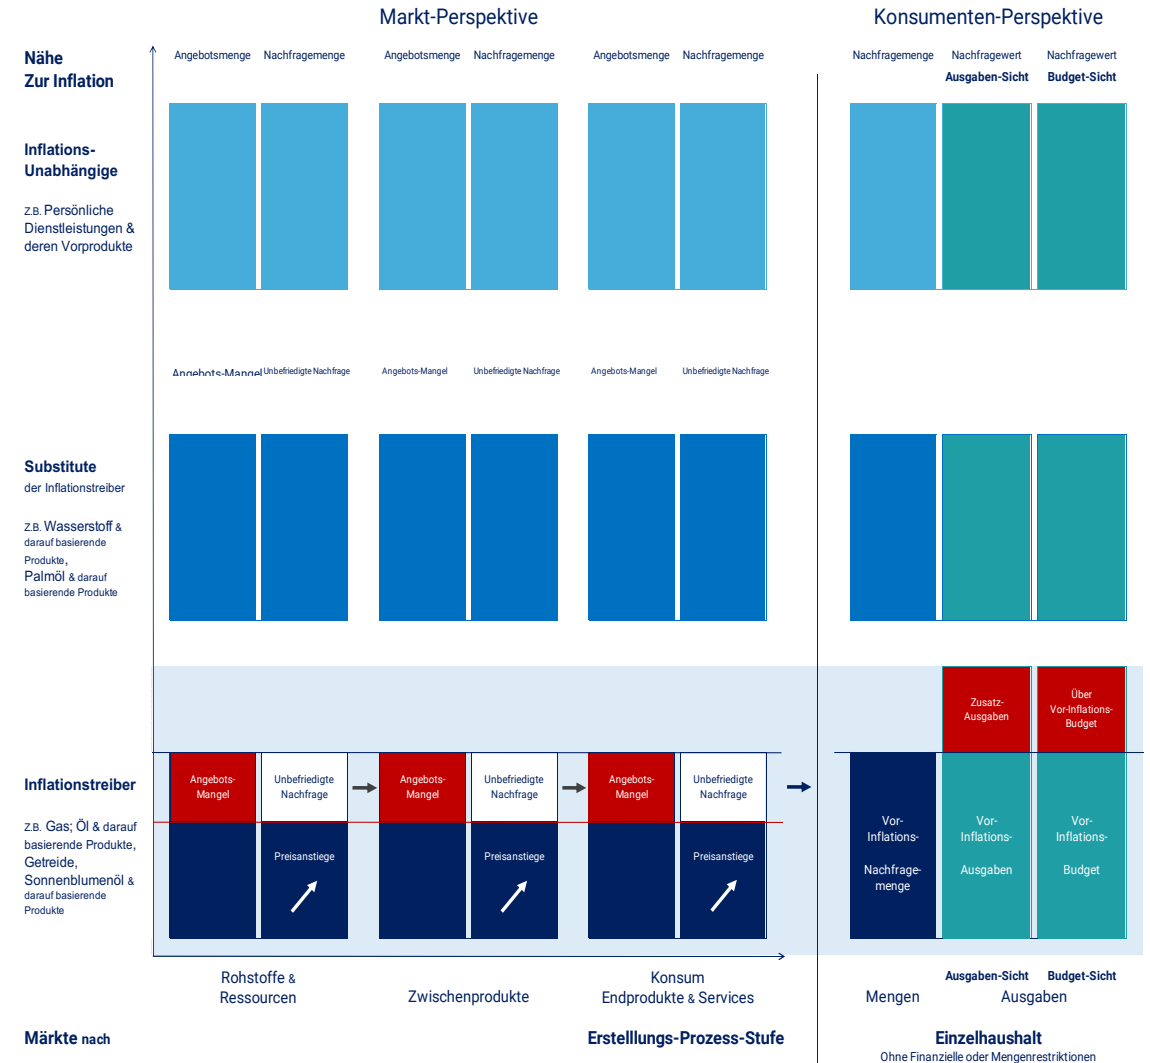 Markt-Perspektive
Konsumenten-Perspektive
Nähe
Zur Inflation
Angebotsmenge Nachfragemenge Angebotsmenge Nachfragemenge Angebotsmenge Nachfragemenge
Nachfragemenge Nachfragewert Nachfragewert
Ausgaben-Sicht Budget-Sicht
Inflations-
Unabhängige
Z.B. Persönliche
Dienstleistungen &
deren Vorprodukte
Angebots-Mangel Unbefriedigte Nachfrage Angebots-Mangel Unbefriedigte Nachfrage Angebots-Mangel Unbefriedigte Nachfrage
Substitute
der Inflationstreiber
Z.B. Wasserstoff &
darauf basierende
Produkte,
Palmöl & darauf
basierende Produkte
Zusatz-
Ausgaben
Über
Vor-Inflations-
Budget
Inflationstreiber
Z.B. Gas; Öl & darauf
basierende Produkte,
Getreide,
Sonnenblumenöl &
darauf basierende
Produkte
Angebots-
Mangel
Unbefriedigte
Nachfrage
Preisanstiege
Angebots-
Mangel
Unbefriedigte
Nachfrage
Preisanstiege
Angebots-
Mangel
Unbefriedigte
Nachfrage
Preisanstiege
Vor-
Inflations-
Nachfrage-
menge
Vor-
Inflations-
Ausgaben
Vor-
Inflations-
Budget
Rohstoffe &
Ressourcen
Zwischenprodukte
Konsum
Endprodukte & Services
Ausgaben-Sicht Budget-Sicht
Mengen Ausgaben
Märkte nach
Erstelllungs-Prozess-Stufe
Einzelhaushalt
Ohne Finanzielle oder Mengenrestriktionen